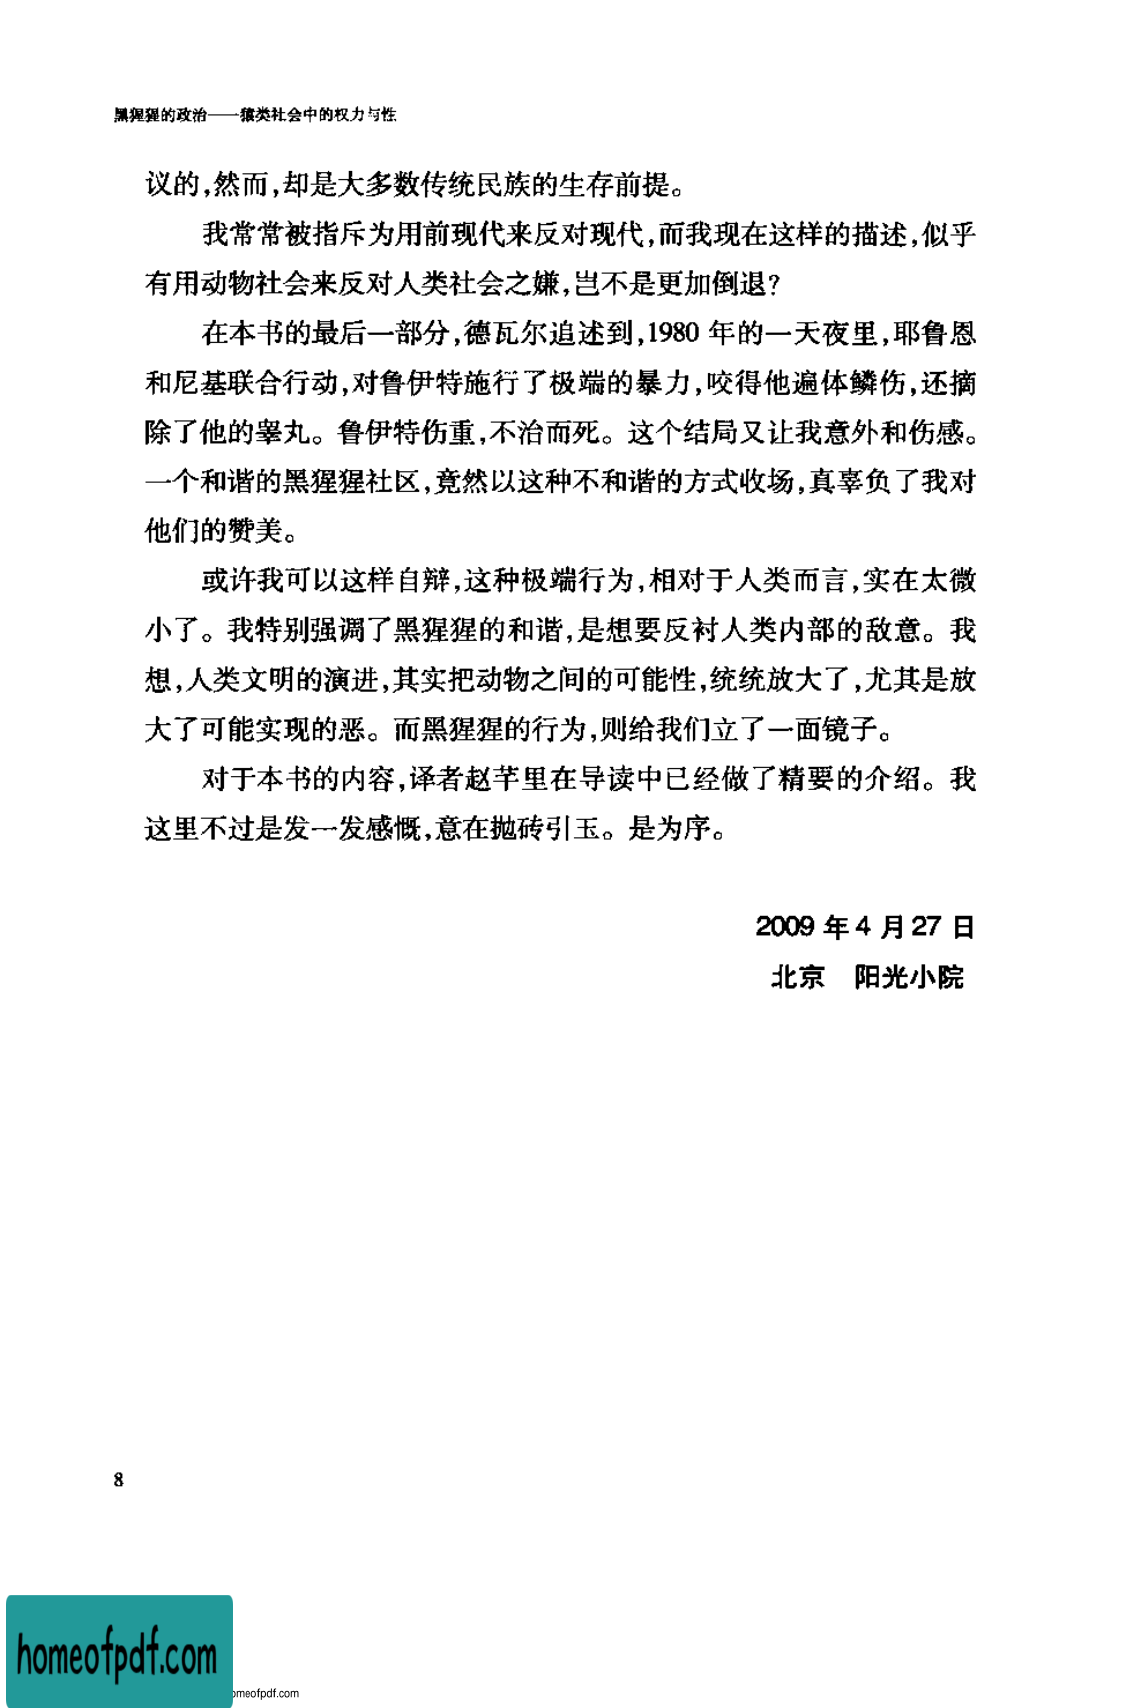 黑猩猩的政治——猿类社会中的权力与性
议的,然而,却是大多数传统民族的生存前提。
我常常被指斥为用前现代来反对现代,而我现在这样的描述,似乎
有用动物社会来反对人类社会之嫌,岂不是更加倒退?
在本书的最后一部分,德瓦尔追述到,1980 年的一天夜里,耶鲁恩
和尼基联合行动,对鲁伊特施行了极端的暴力,咬得他遍体鳞伤,还摘
除了他的睾丸。鲁伊特伤重,不治而死。这个结局又让我意外和伤感。
一个和谐的黑猩猩社区,竟然以这种不和谐的方式收场,真辜负了我对
他们的赞美。
或许我可以这样自辩,这种极端行为,相对于人类而言,实在太微
小了。我特别强调了黑猩猩的和谐,是想要反衬人类内部的敌意。我
想,人类文明的演进,其实把动物之间的可能性,统统放大了,尤其是放
大了可能实现的恶。而黑猩猩的行为,则给我们立了一面镜子。
对于本书的内容,译者赵芊里在导读中已经做了精要的介绍。我
这里不过是发一发感慨,意在抛砖引玉。是为序。
2009 年 4 月 27 日
北京 阳光小院
8
homeofpdf.com
omeofpdf.com